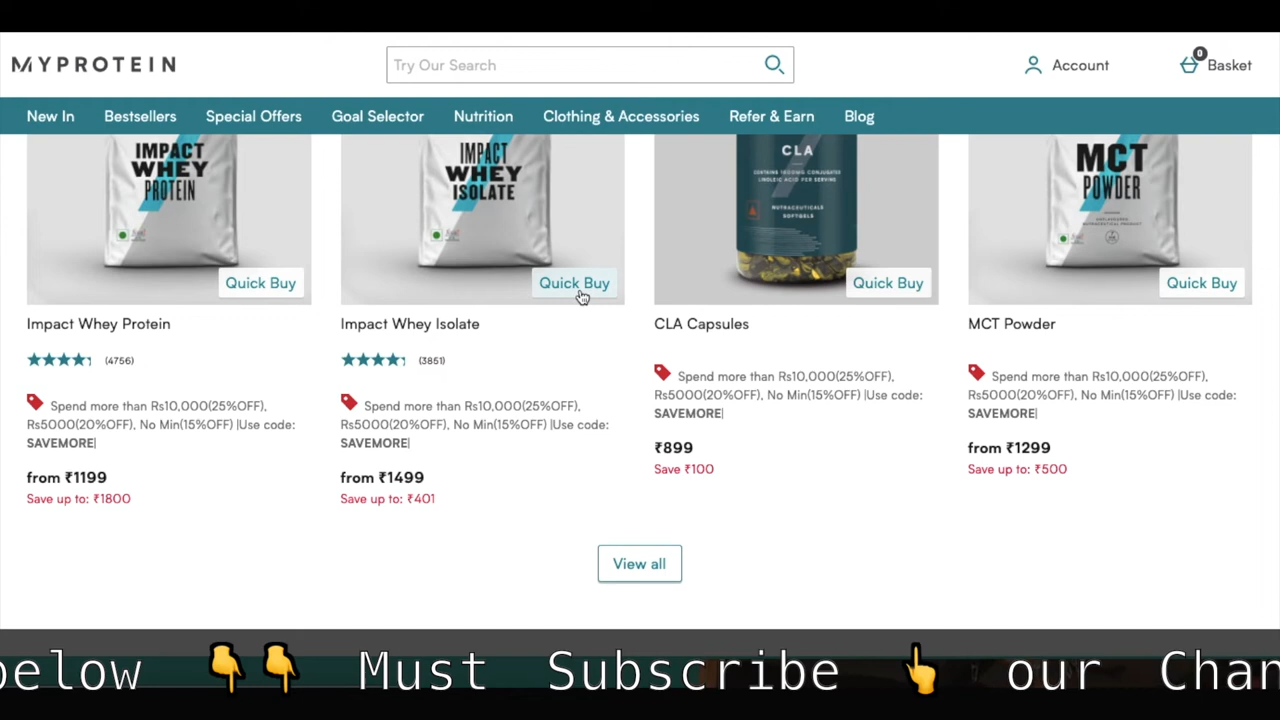 MYPROTEIN
Try Our Search
Account
0
Basket
New In
Bestsellers
Special Offers
Goal Selector
Nutrition
Clothing & Accessories
Refer & Earn
Blog
IMPACT
WHEY
PROTEIN
Quick Buy
IMPACT
WHEY
ISOLATE
Quick Buy
CLA
NUTRACEUTICALS
SOFTGELS
Quick Buy
MCT
POWDER
Quick Buy
Impact Whey Protein
(4756)
Spend more than Rs10,000(25%OFF),
Rs5000(20%OFF), No Min(15%OFF) |Use code:
SAVEMORE|
from ₹1199
Save up to: ₹1800
Impact Whey Isolate
(3851)
Spend more than Rs10,000(25%OFF),
Rs5000(20%OFF), No Min(15%OFF) |Use code:
SAVEMORE|
from ₹1499
Save up to: ₹401
CLA Capsules
Spend more than Rs10,000(25%OFF),
Rs5000(20%OFF), No Min(15%OFF) |Use code:
SAVEMORE|
₹899
Save ₹100
MCT Powder
Spend more than Rs10,000(25%OFF),
Rs5000(20%OFF), No Min(15%OFF) |Use code:
SAVEMORE|
from ₹1299
Save up to: ₹500
View all
below 👇👇 Must Subscribe 👆 our Chan